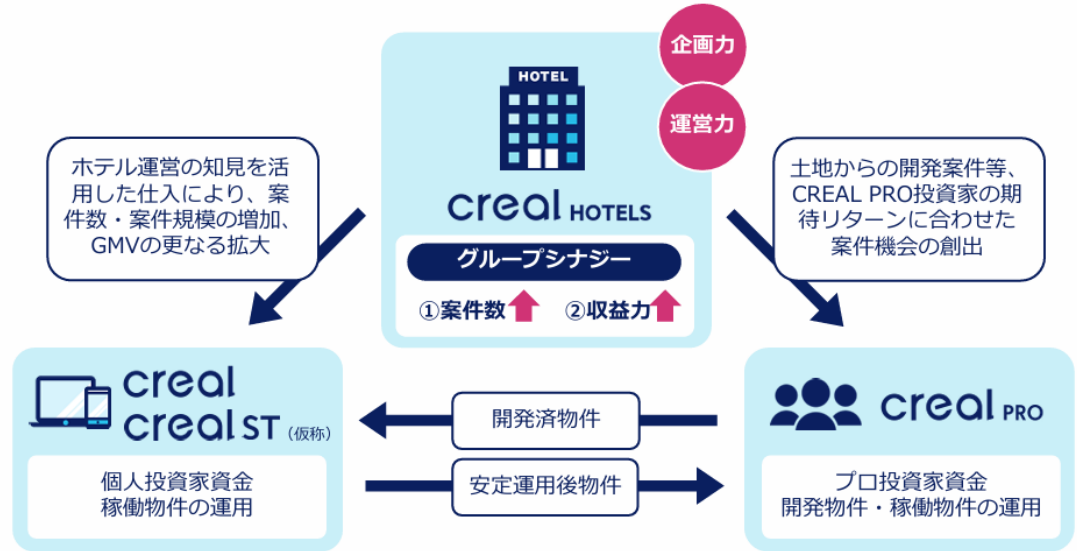 企画力
HOTEL
運営力
ホテル運営の知見を活
用した仕入により、案
件数・案件規模の増加、
GMVの更なる拡大
creal HOTELS
土地からの開発案件等、
CREAL PRO投資家の期
待リターンに合わせた
案件機会の創出
グループシナジー
①案件数 ②収益力
creal
creal ST（仮称）
個人投資家資金
稼働物件の運用
開発済物件
安定運用後物件
creal PRO
プロ投資家資金
開発物件・稼働物件の運用